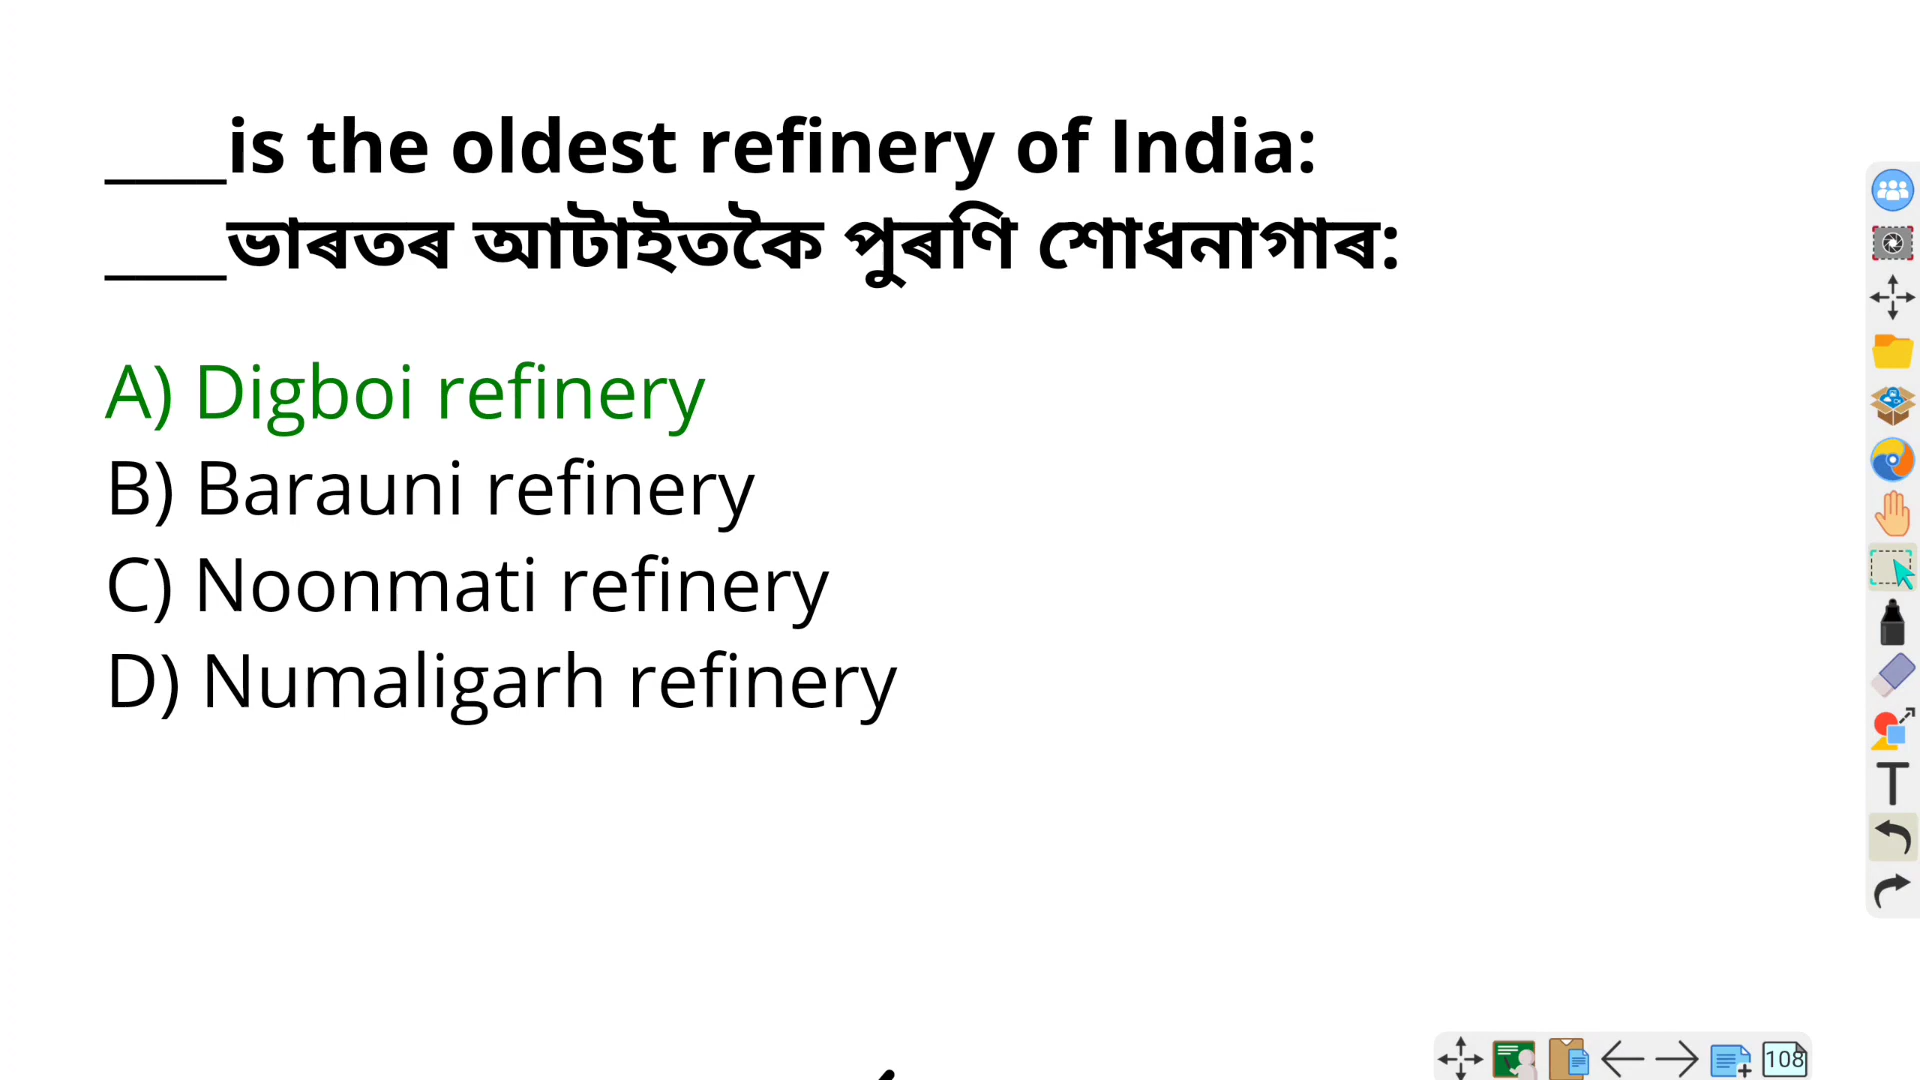 ____is the oldest refinery of India:
____ভাৰতৰ আটাইতকৈ পুৰণি শোধনাগাৰ:
A) Digboi refinery
B) Barauni refinery
C) Noonmati refinery
D) Numaligarh refinery
T
108